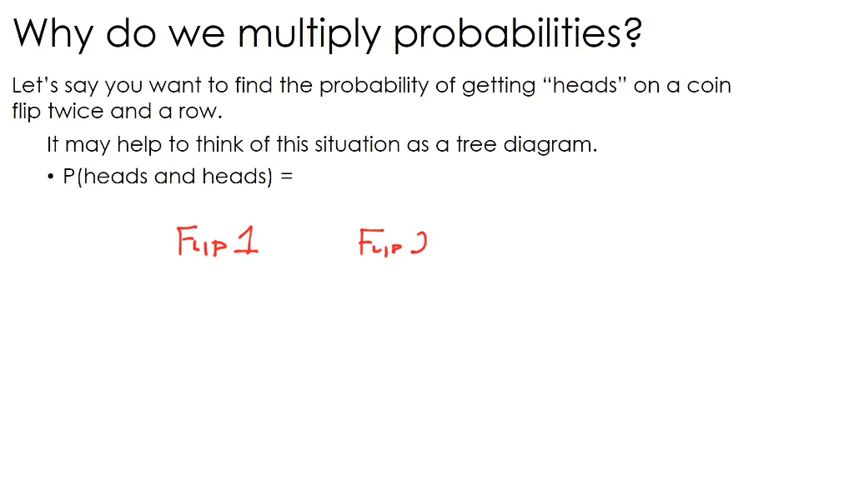 Why do we multiply probabilities?
Let’s say you want to find the probability of getting “heads” on a coin
flip twice and a row.
It may help to think of this situation as a tree diagram.
• P(heads and heads) =
FLIP 1 FLIP